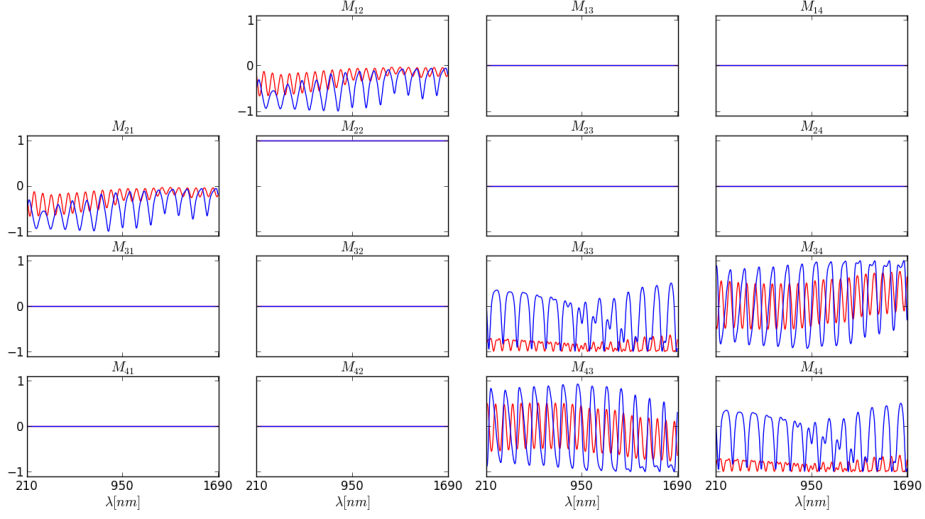 M₁₂ M₁₃ M₁₄
1
0
−1
M₂₁ M₂₂ M₂₃ M₂₄
1
0
−1
M₃₁ M₃₂ M₃₃ M₃₄
1
0
−1
M₄₁ M₄₂ M₄₃ M₄₄
1
0
−1
210 950 1690 210 950 1690 210 950 1690 210 950 1690
λ[nm] λ[nm] λ[nm] λ[nm]